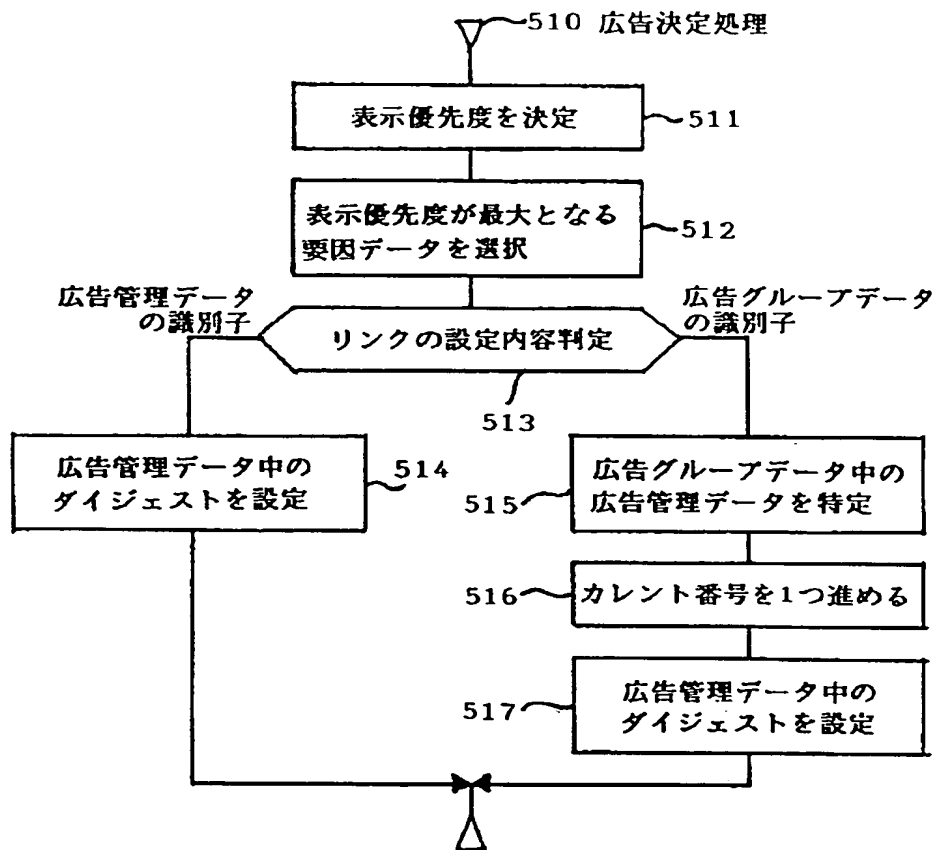 510 広告決定処理
表示優先度を決定
511
表示優先度が最大となる
要因データを選択
512
広告管理データ
の識別子
広告グループデータ
の識別子
リンクの設定内容判定
513
広告管理データ中の
ダイジェストを設定
514
広告グループデータ中の
広告管理データを特定
515
516
カレント番号を1つ進める
広告管理データ中の
ダイジェストを設定
517